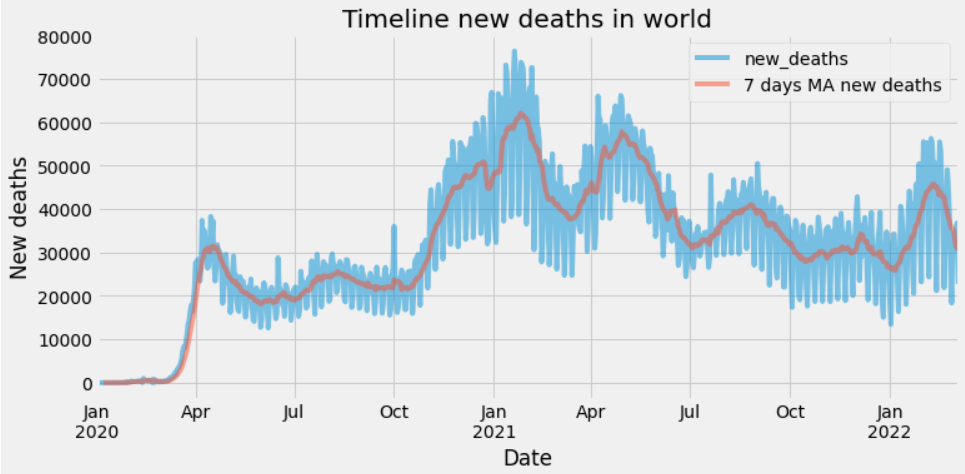 Timeline new deaths in world
new_deaths
7 days MA new deaths
80000
70000
60000
50000
40000
30000
20000
10000
0
New deaths
Jan Apr Jul Oct Jan Apr Jul Oct Jan
2020 2021 2022
Date